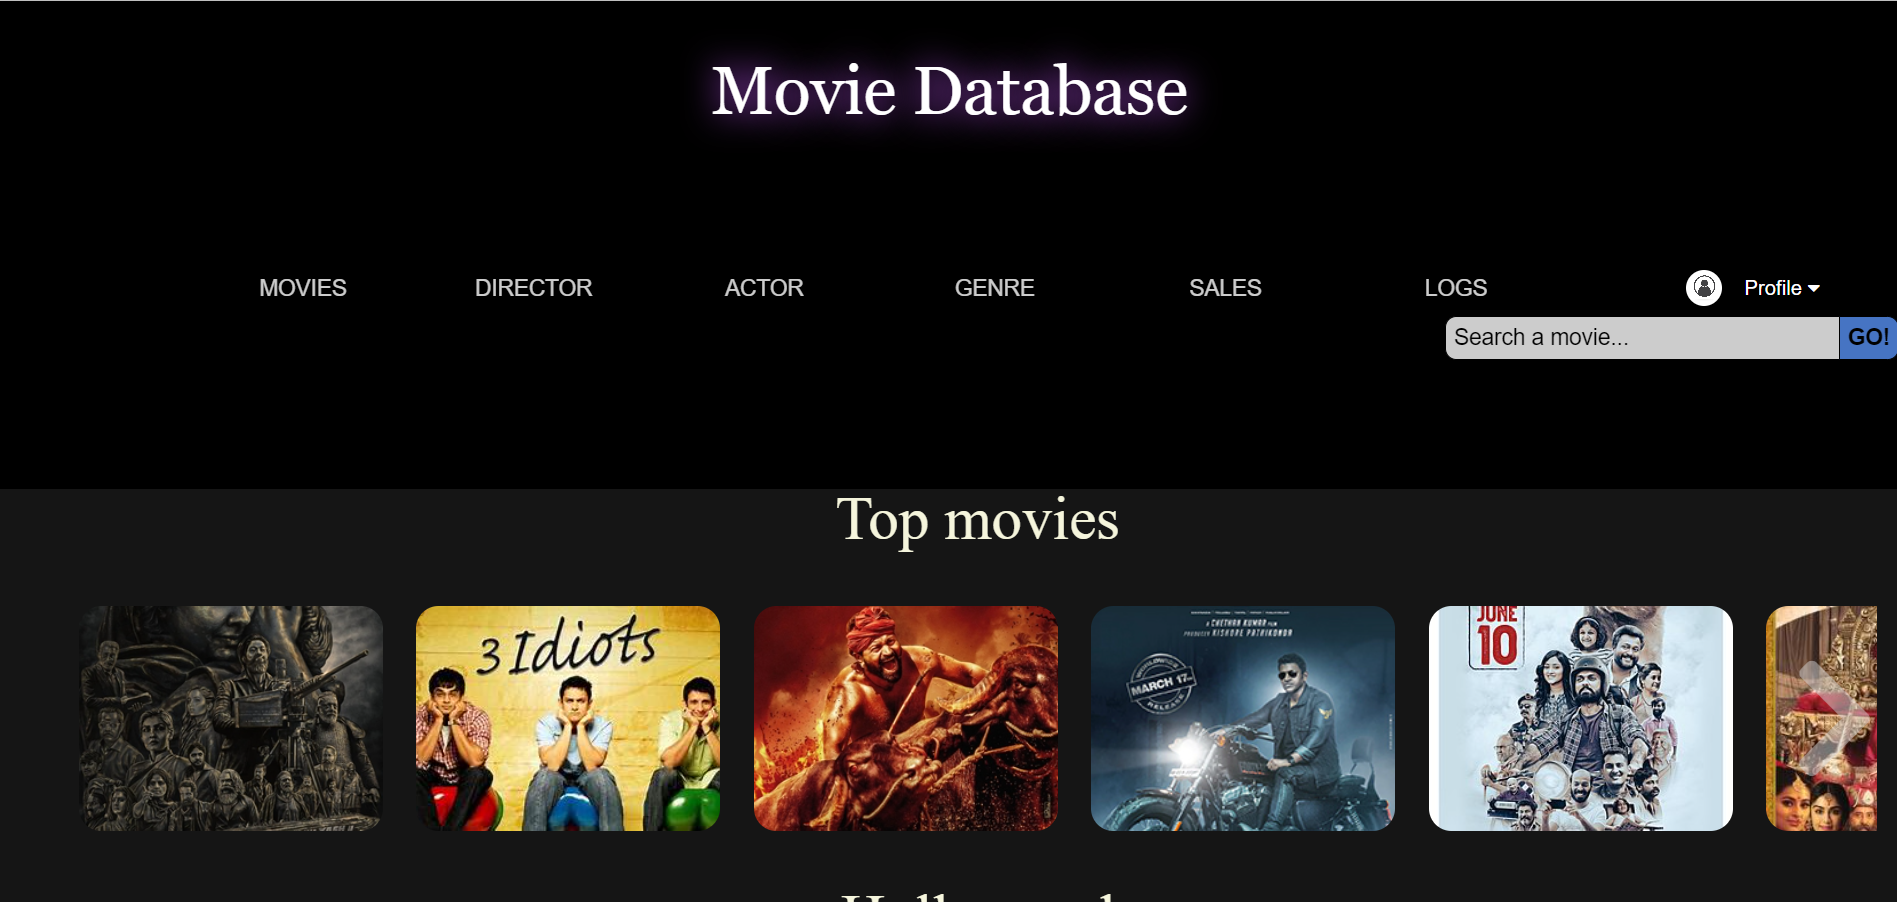 Movie Database
MOVIES DIRECTOR ACTOR GENRE SALES LOGS Profile
Search a movie... GO!
Top movies
3 Idiots
A CHETHAN KUMAR FILM
PRODUCER KISHORE PATHIKONDA
WORLDWIDE
MARCH 17
RELEASE
JUNE
10